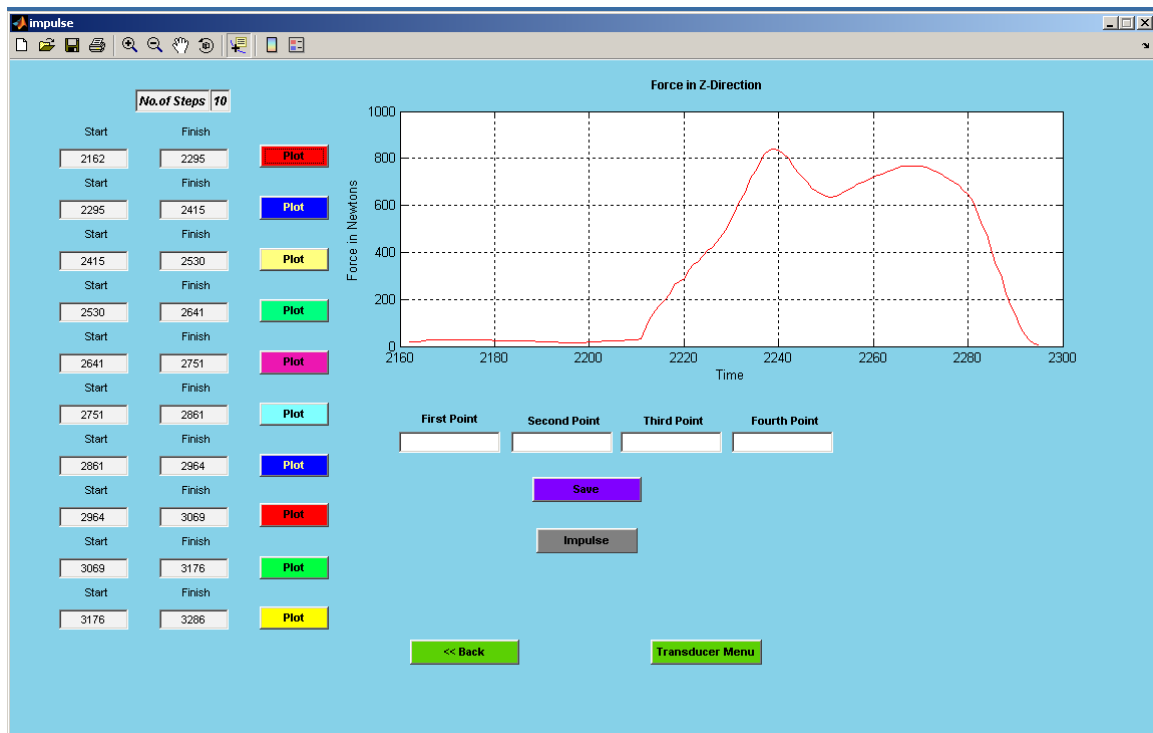 impulse
No.of Steps 10
Start Finish
2162 2295 Plot
Start Finish
2295 2415 Plot
Start Finish
2415 2530 Plot
Start Finish
2530 2641 Plot
Start Finish
2641 2751 Plot
Start Finish
2751 2861 Plot
Start Finish
2861 2964 Plot
Start Finish
2964 3069 Plot
Start Finish
3069 3176 Plot
Start Finish
3176 3286 Plot
Force in Z-Direction
Force in Newtons
1000
800
600
400
200
0
2160 2180 2200 2220 2240 2260 2280 2300
Time
First Point Second Point Third Point Fourth Point
Save
Impulse
<< Back Transducer Menu